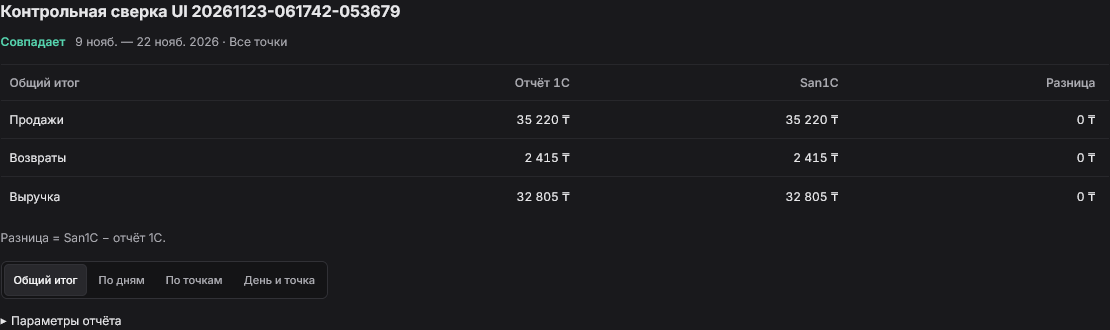 Контрольная сверка UI 20261123-061742-053679
Совпадает 9 нояб. — 22 нояб. 2026 · Все точки
Общий итог Отчёт 1С San1C Разница
Продажи 35 220 ₸ 35 220 ₸ 0 ₸
Возвраты 2 415 ₸ 2 415 ₸ 0 ₸
Выручка 32 805 ₸ 32 805 ₸ 0 ₸
Разница = San1C − отчёт 1С.
Общий итог По дням По точкам День и точка
▸ Параметры отчёта